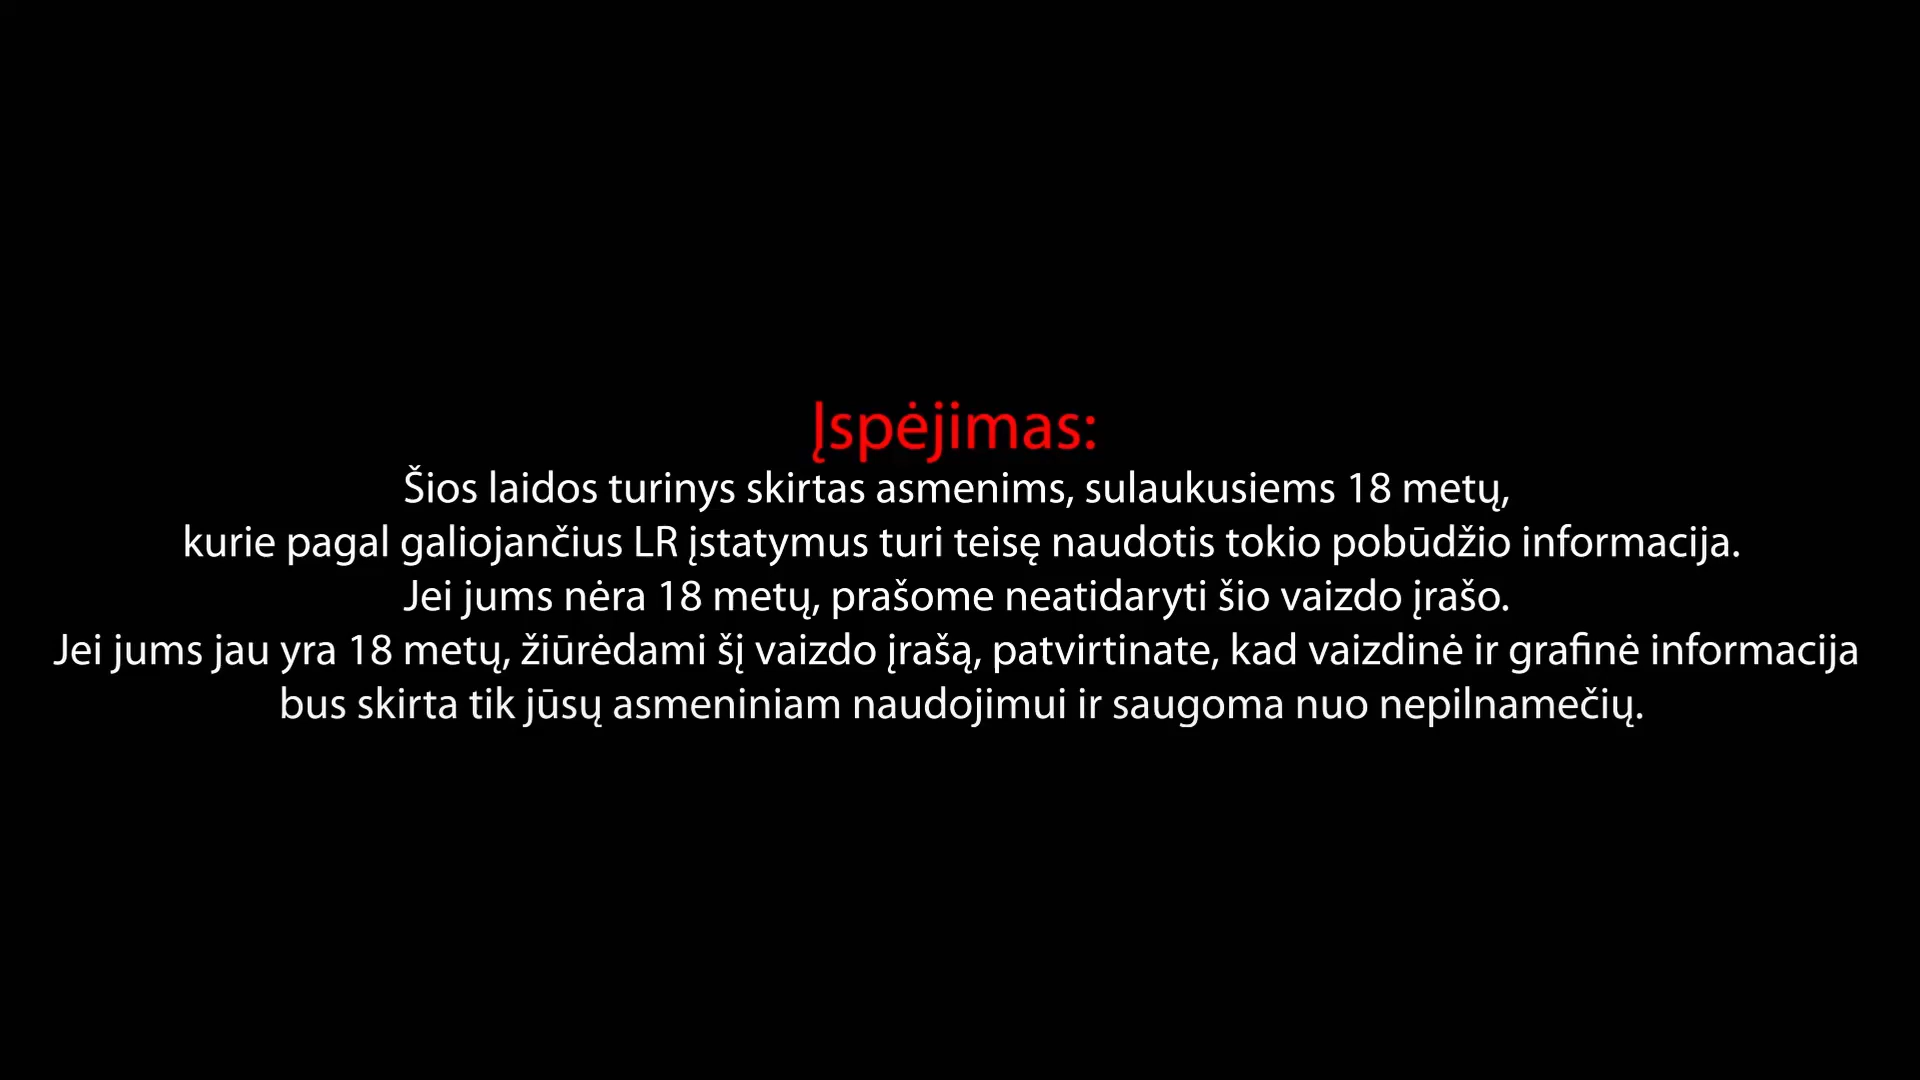 Įspėjimas:
Šios laidos turinys skirtas asmenims, sulaukusiems 18 metų,
kurie pagal galiojančius LR įstatymus turi teisę naudotis tokio pobūdžio informacija.
Jei jums nėra 18 metų, prašome neatidaryti šio vaizdo įrašo.
Jei jums jau yra 18 metų, žiūrėdami šį vaizdo įrašą, patvirtinate, kad vaizdinė ir grafinė informacija
bus skirta tik jūsų asmeniniam naudojimui ir saugoma nuo nepilnamečių.